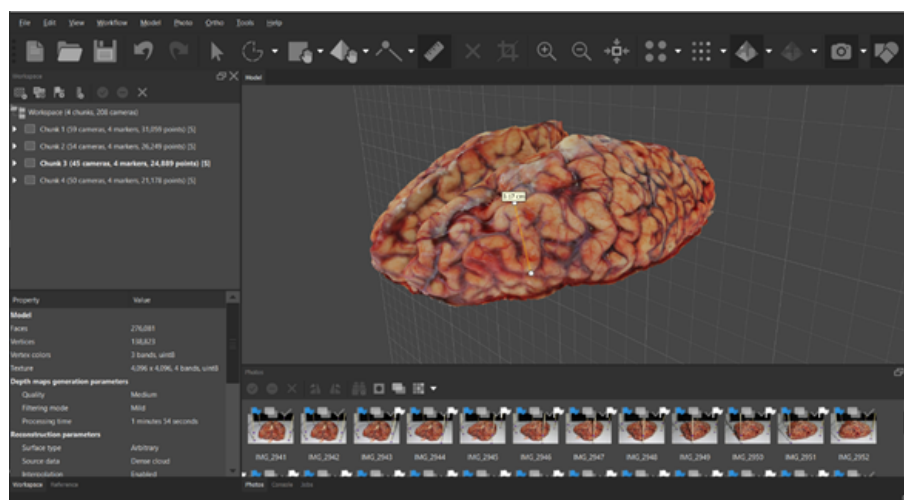 File Edit View Workflow Model Photo Ortho Tools Help
Workspace
Model
Workspace (4 chunks, 208 cameras)
Chunk 1 (59 cameras, 4 markers, 31,059 points) [S]
Chunk 2 (54 cameras, 4 markers, 26,249 points) [S]
Chunk 3 (45 cameras, 4 markers, 24,889 points) [S]
Chunk 4 (50 cameras, 4 markers, 21,178 points) [S]
Property Value
Model
Faces 276,081
Vertices 138,823
Vertex colors 3 bands, uint8
Texture 4,096 x 4,096, 4 bands, uint8
Depth maps generation parameters
Quality Medium
Filtering mode Mild
Processing time 1 minutes 54 seconds
Reconstruction parameters
Surface type Arbitrary
Source data Dense cloud
Interpolation Enabled
Workspace Reference
Photos
IMG_2941 IMG_2942 IMG_2943 IMG_2944 IMG_2945 IMG_2946 IMG_2947 IMG_2948 IMG_2949 IMG_2950 IMG_2951 IMG_2952
Photos Console Jobs